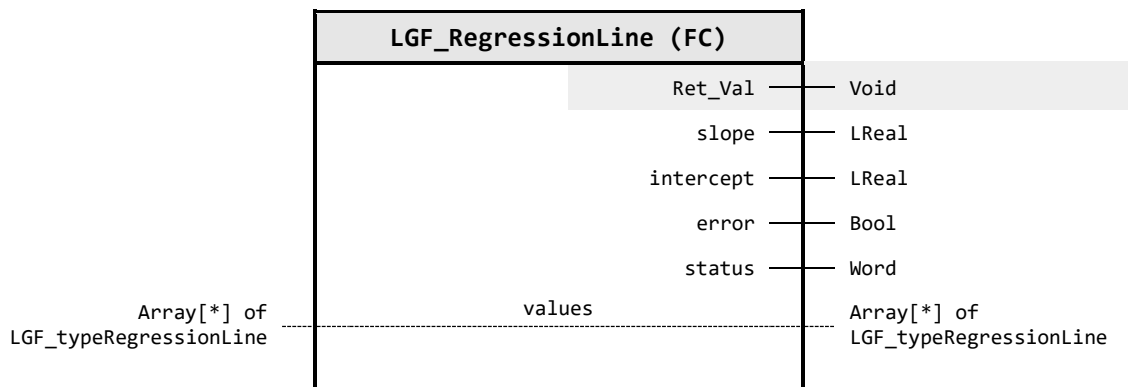 LGF_RegressionLine (FC)
Ret_Val Void
slope LReal
intercept LReal
error Bool
status Word
Array[*] of values Array[*] of
LGF_typeRegressionLine LGF_typeRegressionLine